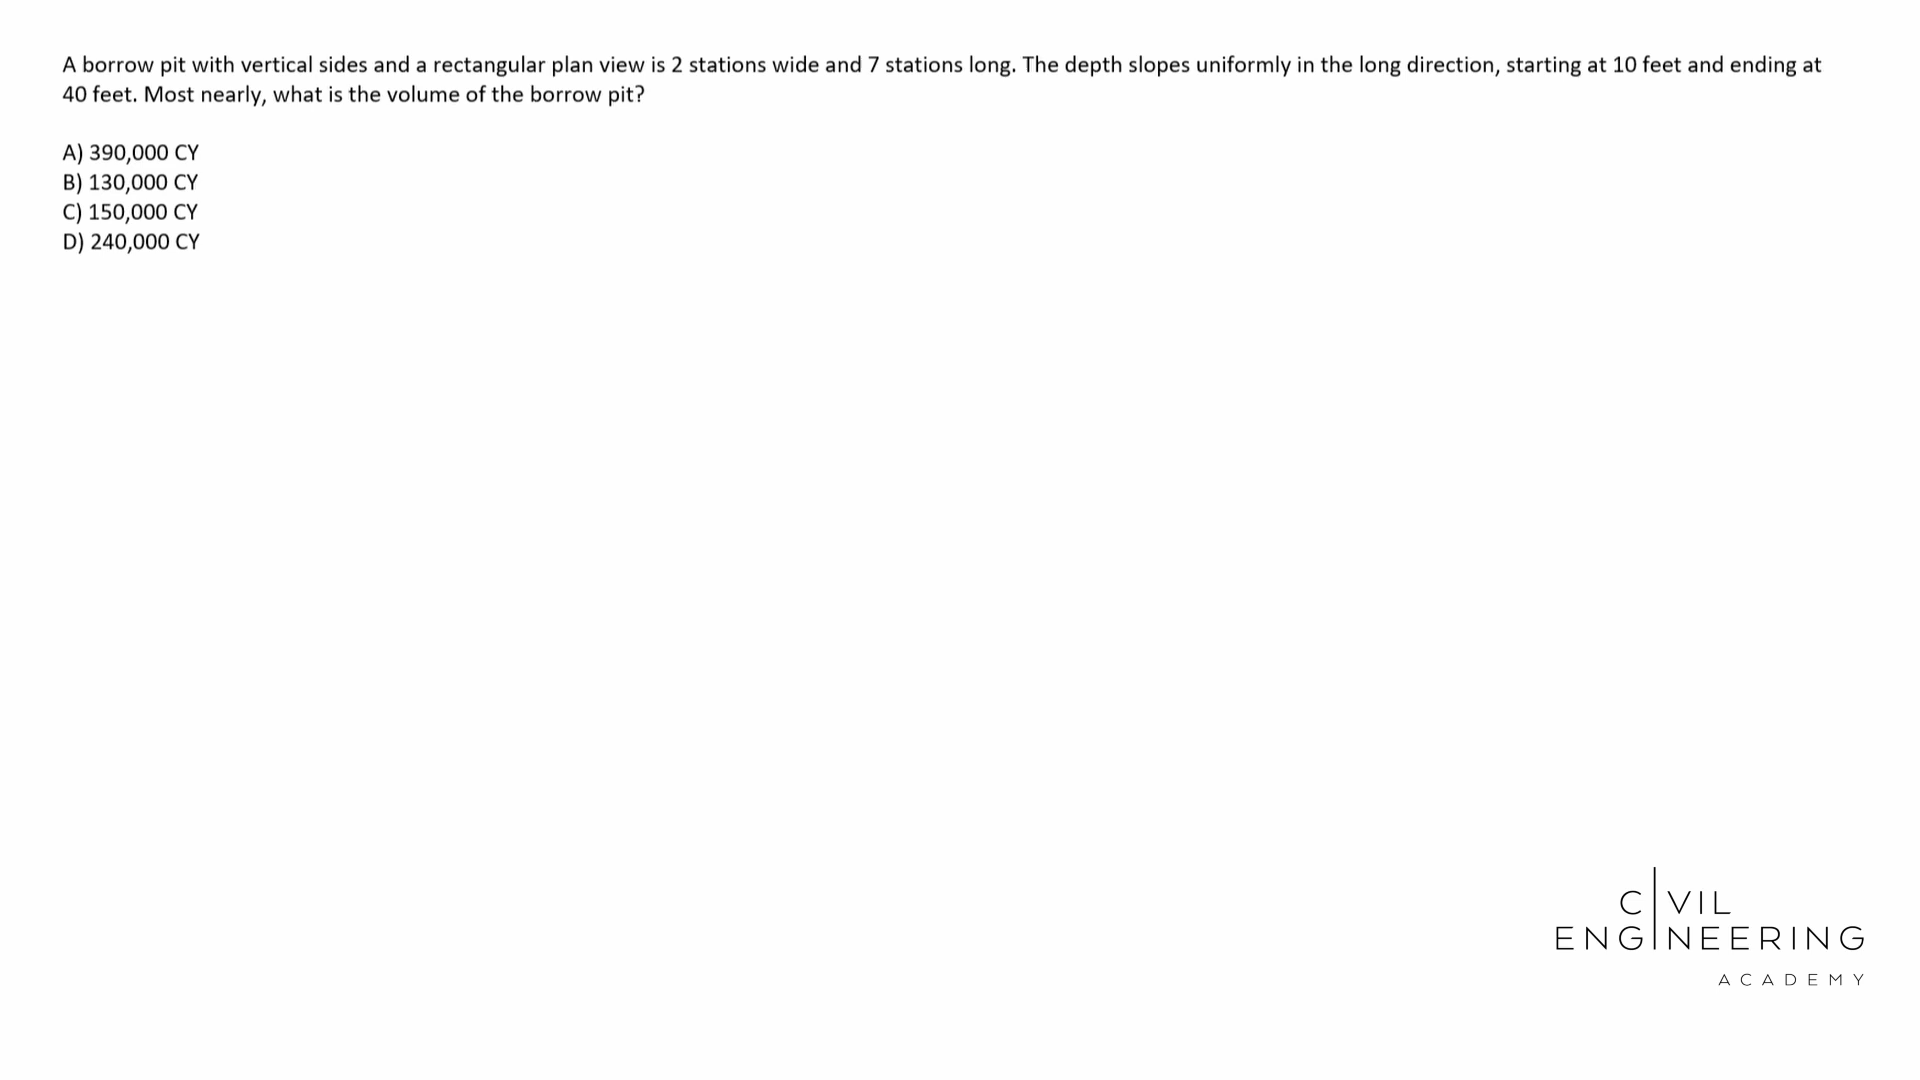 A borrow pit with vertical sides and a rectangular plan view is 2 stations wide and 7 stations long. The depth slopes uniformly in the long direction, starting at 10 feet and ending at
40 feet. Most nearly, what is the volume of the borrow pit?
A) 390,000 CY
B) 130,000 CY
C) 150,000 CY
D) 240,000 CY
CIVIL
ENGINEERING
ACADEMY